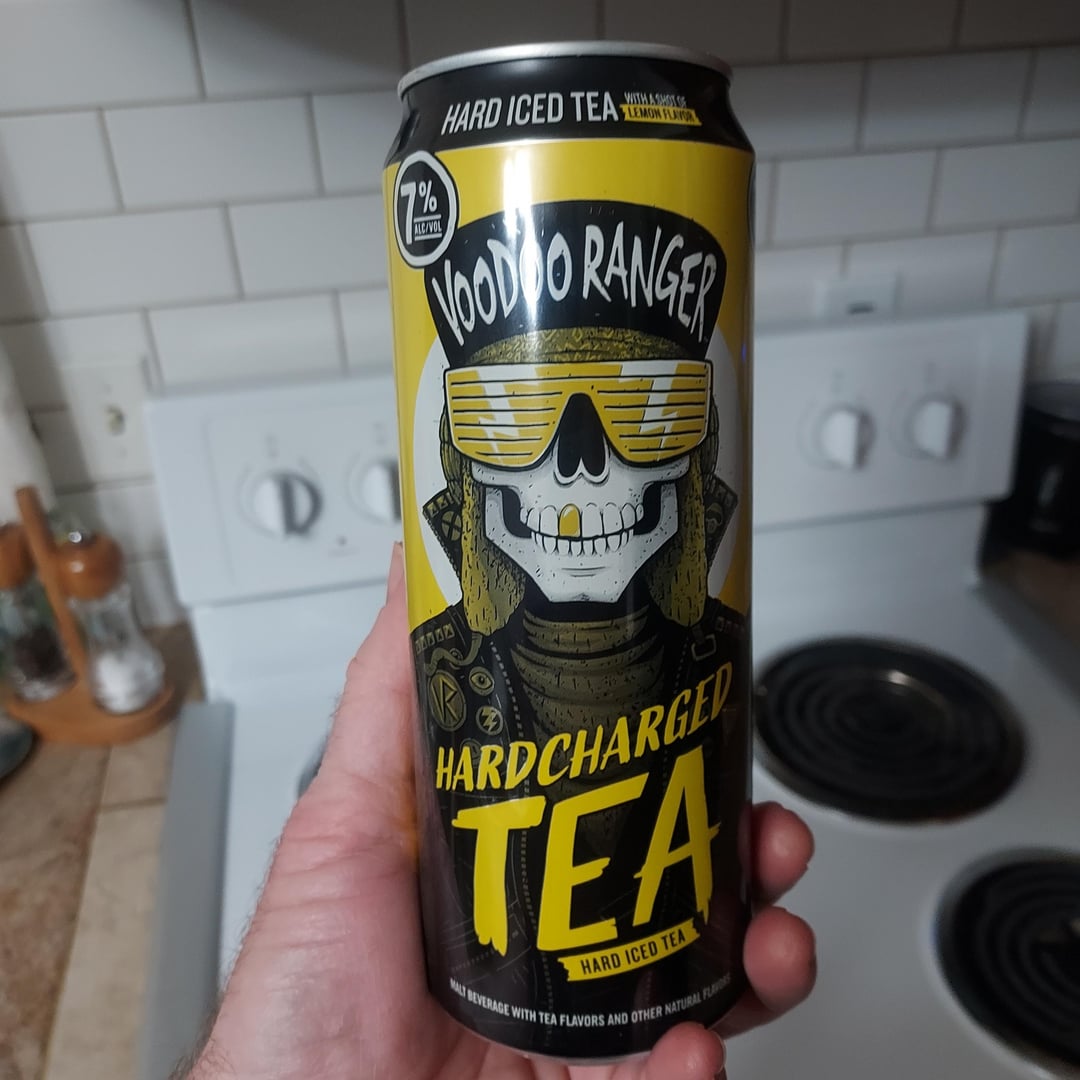 HARD ICED TEA WITH A SHOT OF
LEMON FLAVOR
7%
ALC/VOL
VOODOO RANGER
VR
HARDCHARGED
TEA
HARD ICED TEA
MALT BEVERAGE WITH TEA FLAVORS AND OTHER NATURAL FLAVORS